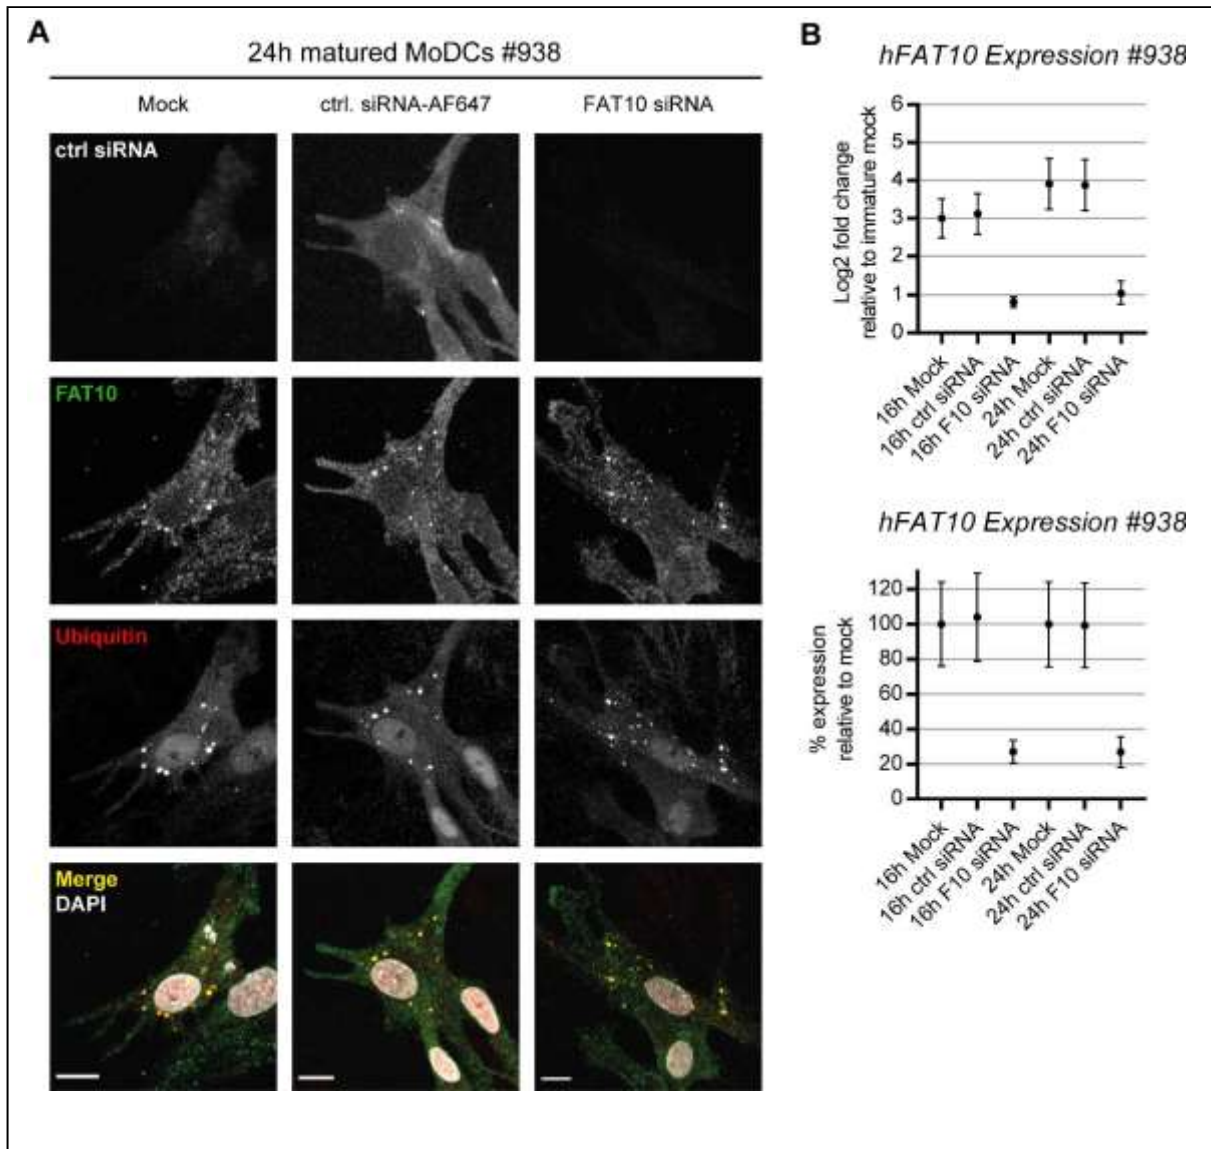 A
24h matured MoDCs #938
Mock
ctrl. siRNA-AF647
FAT10 siRNA
ctrl siRNA
FAT10
Ubiquitin
Merge
DAPI
B
hFAT10 Expression #938
Log2 fold change
relative to immature mock
6
5
4
3
2
1
0
16h Mock
16h ctrl siRNA
16h F10 siRNA
24h Mock
24h ctrl siRNA
24h F10 siRNA
hFAT10 Expression #938
% expression
relative to mock
120
100
80
60
40
20
0
16h Mock
16h ctrl siRNA
16h F10 siRNA
24h Mock
24h ctrl siRNA
24h F10 siRNA